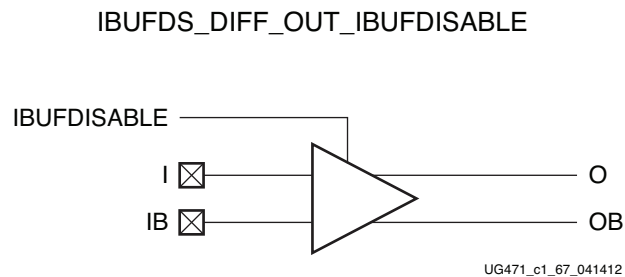 IBUFDS_DIFF_OUT_IBUFDISABLE
IBUFDISABLE
I
O
IB
OB
UG471_c1_67_041412